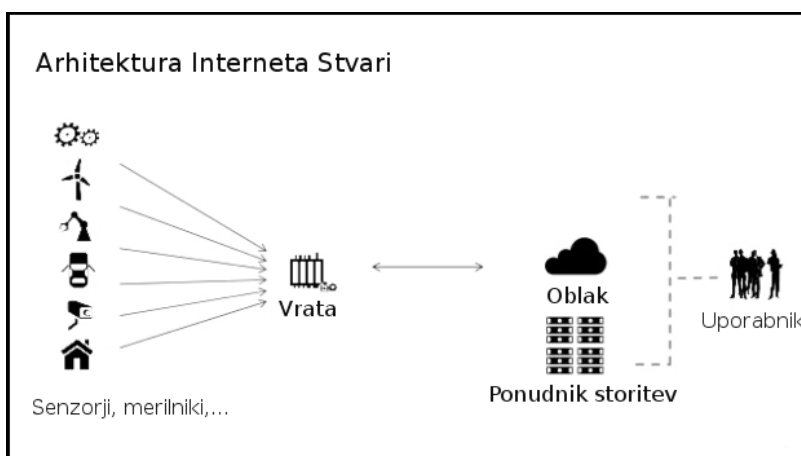 Arhitektura Interneta Stvari
Vrata
Oblak
Ponudnik storitev
Uporabnik
Senzorji, merilniki,...